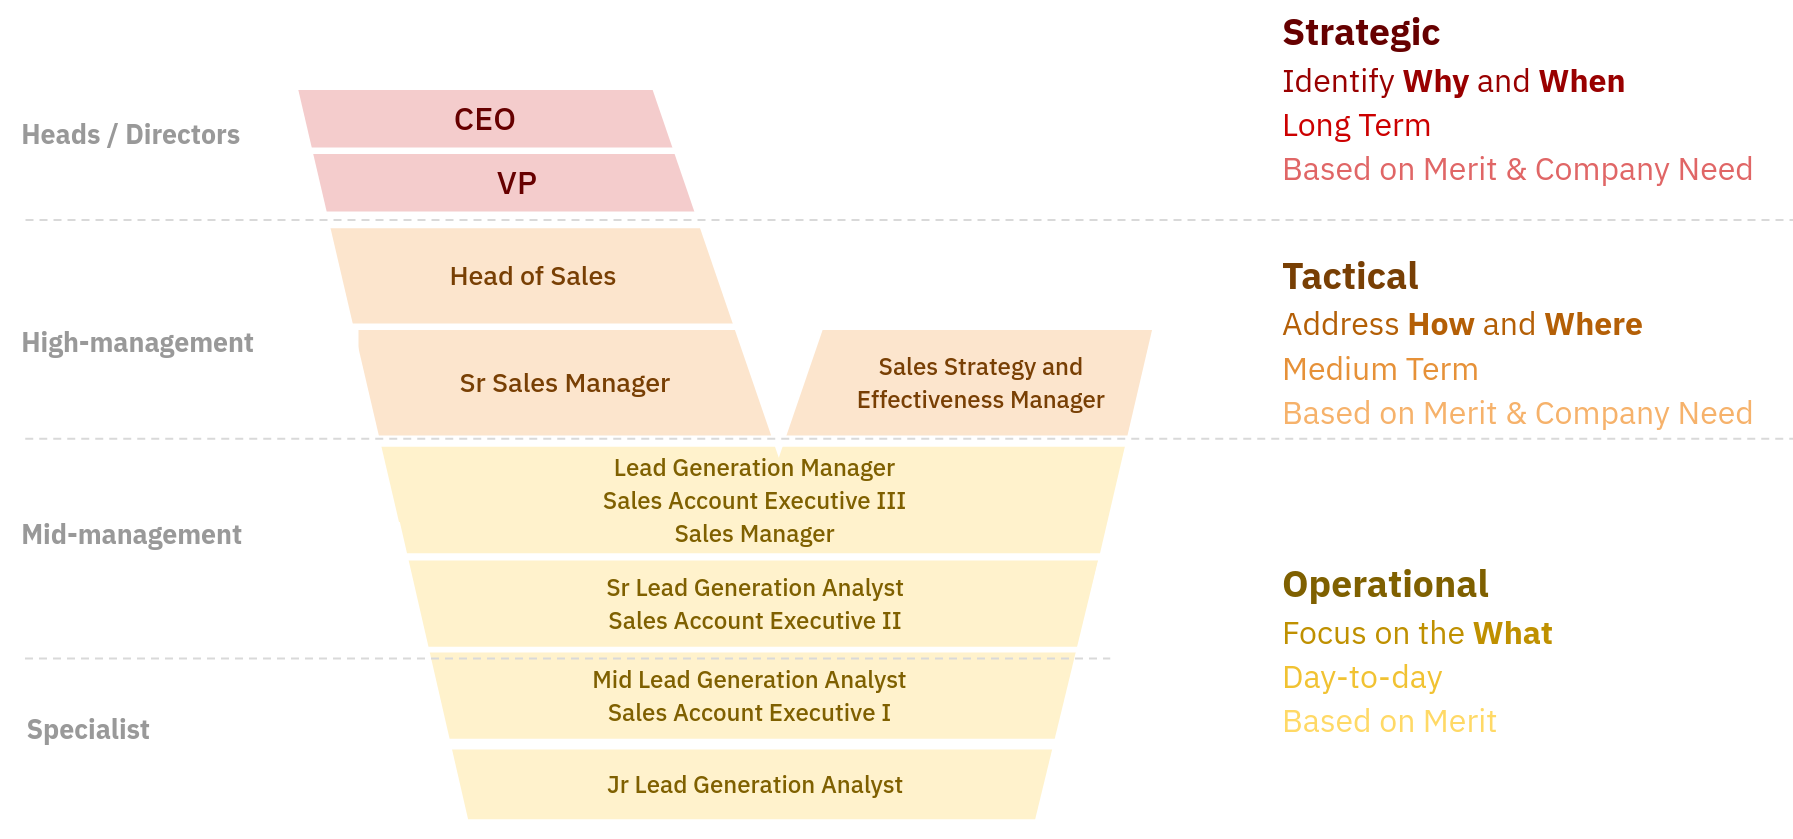 Strategic
Identify Why and When
Long Term
Based on Merit & Company Need
Heads / Directors
CEO
VP
High-management
Head of Sales
Sr Sales Manager
Sales Strategy and
Effectiveness Manager
Tactical
Address How and Where
Medium Term
Based on Merit & Company Need
Mid-management
Lead Generation Manager
Sales Account Executive III
Sales Manager
Sr Lead Generation Analyst
Sales Account Executive II
Operational
Focus on the What
Day-to-day
Based on Merit
Specialist
Mid Lead Generation Analyst
Sales Account Executive I
Jr Lead Generation Analyst